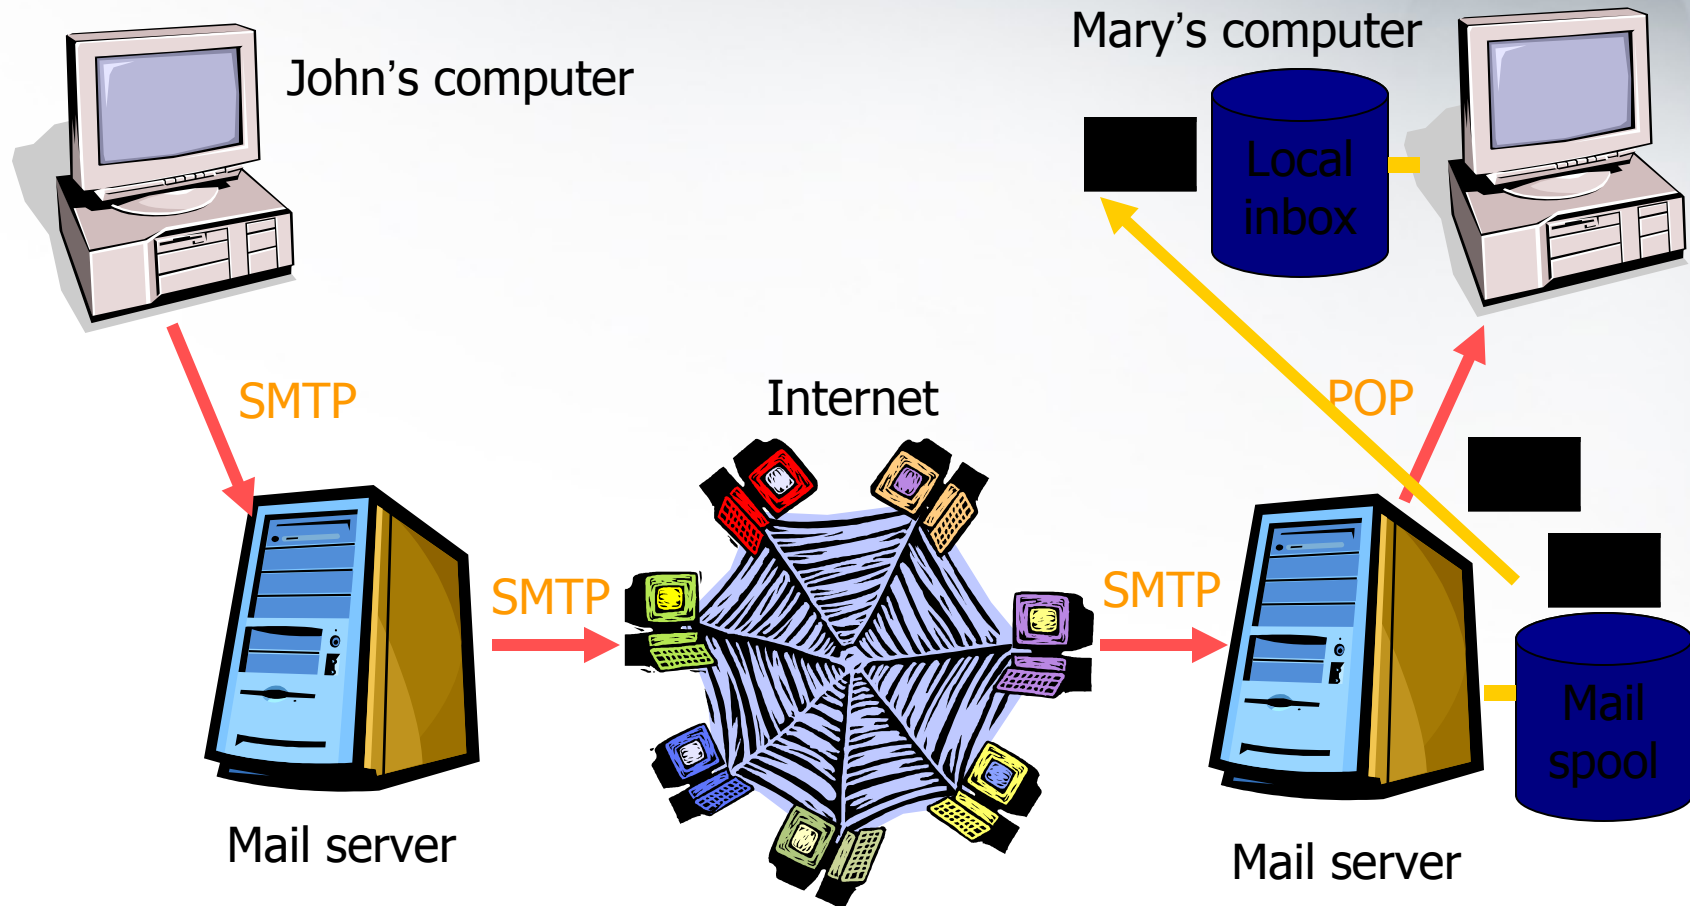 John's computer
Mary's computer
Local
inbox
SMTP
Internet
POP
SMTP
SMTP
Mail
spool
Mail server
Mail server